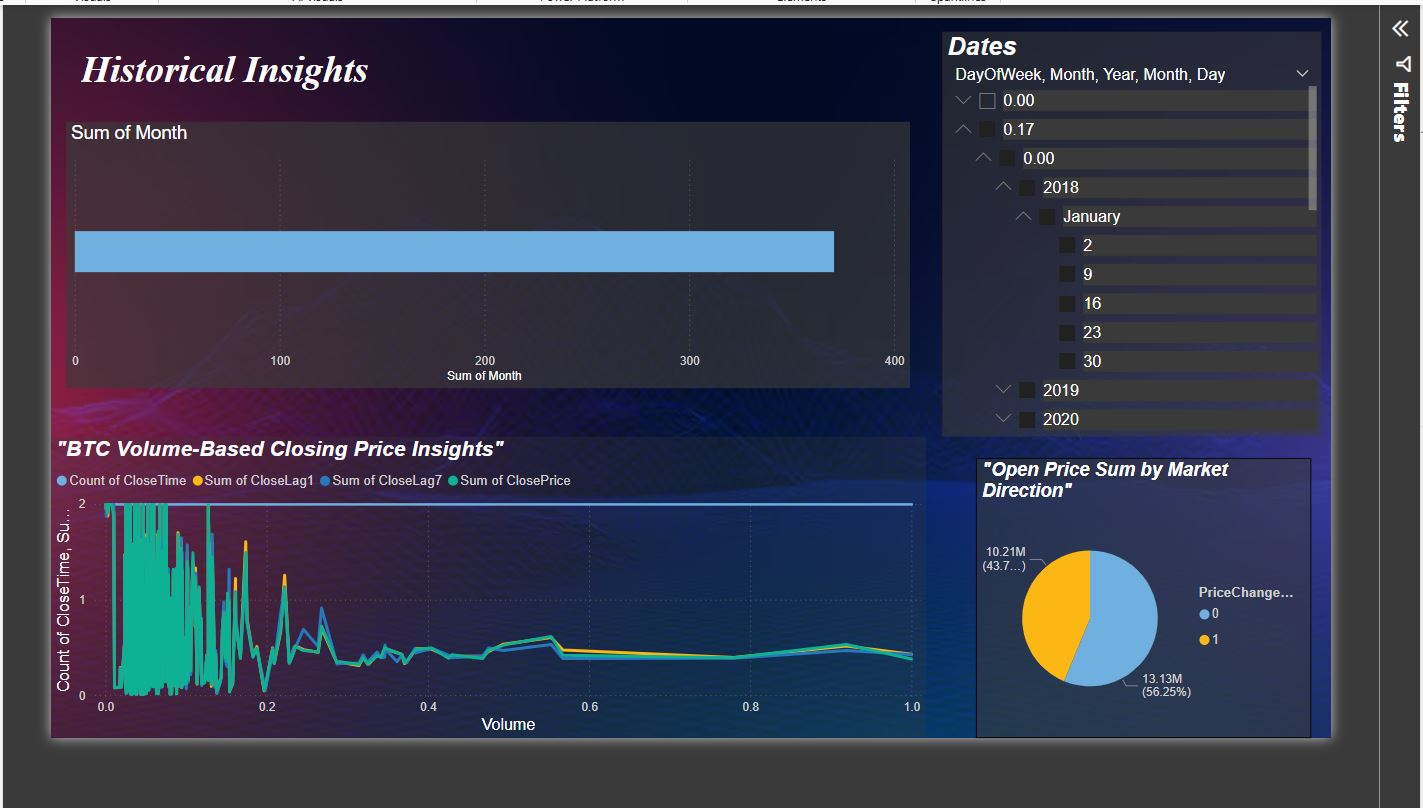 Historical Insights
Sum of Month
0 100 200 300 400
Sum of Month
Dates
DayOfWeek, Month, Year, Month, Day
0.00
0.17
0.00
2018
January
2
9
16
23
30
2019
2020
Filters
"BTC Volume-Based Closing Price Insights"
Count of CloseTime Sum of CloseLag1 Sum of CloseLag7 Sum of ClosePrice
Count of CloseTime, Su...
2
1
0
0.0 0.2 0.4 0.6 0.8 1.0
Volume
"Open Price Sum by Market
Direction"
10.21M
(43.7...)
PriceChange...
0
1
13.13M
(56.25%)